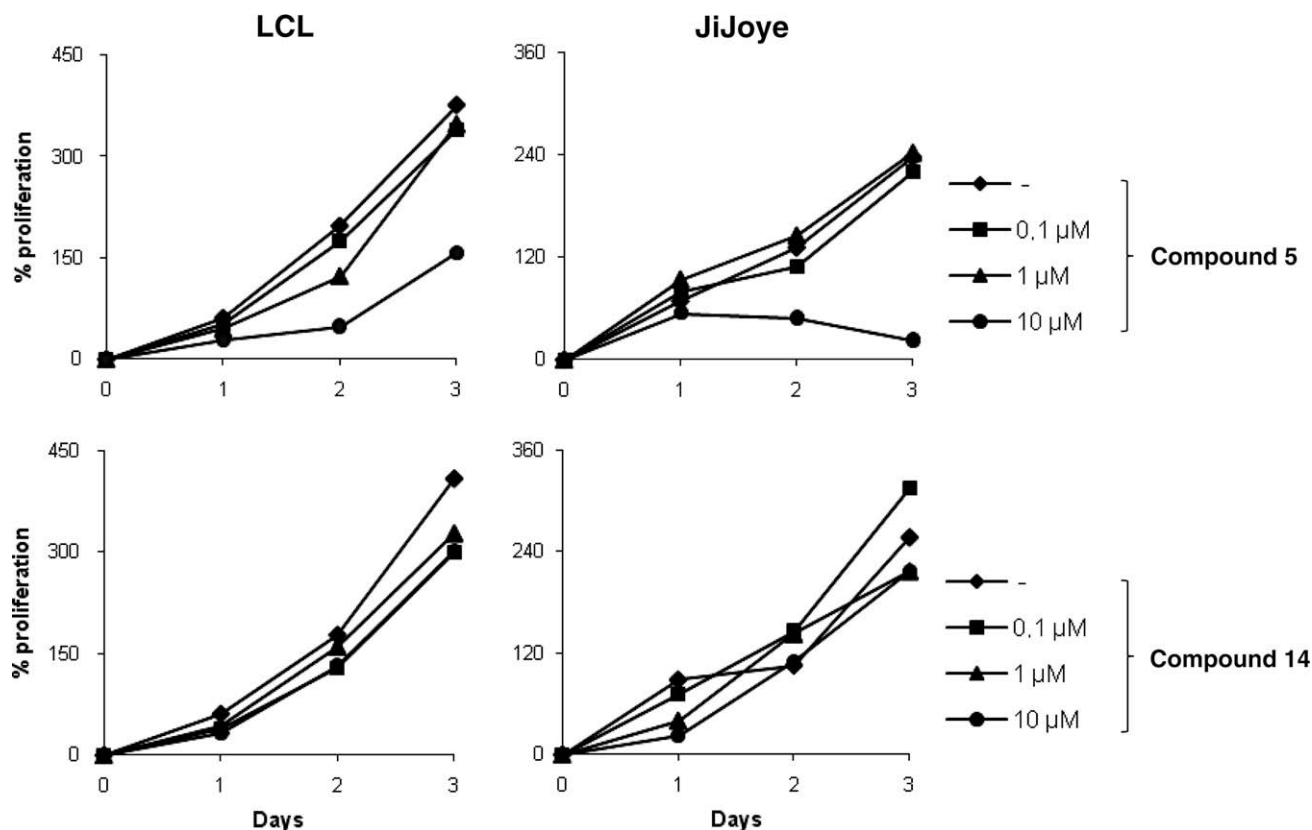 LCL
JiJoye
% proliferation
450
300
150
0
0 1 2 3
360
240
120
0
0 1 2 3
-
0,1 µM
1 µM
10 µM
Compound 5
% proliferation
450
300
150
0
0 1 2 3
Days
360
240
120
0
0 1 2 3
Days
-
0,1 µM
1 µM
10 µM
Compound 14